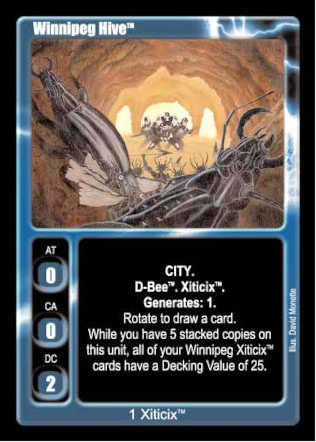 Winnipeg Hive™
AT
0
CA
0
DC
2
CITY.
D-Bee™. Xiticix™.
Generates: 1.
Rotate to draw a card.
While you have 5 stacked copies on
this unit, all of your Winnipeg Xiticix™
cards have a Decking Value of 25.
Illus. David Monette
1 Xiticix™